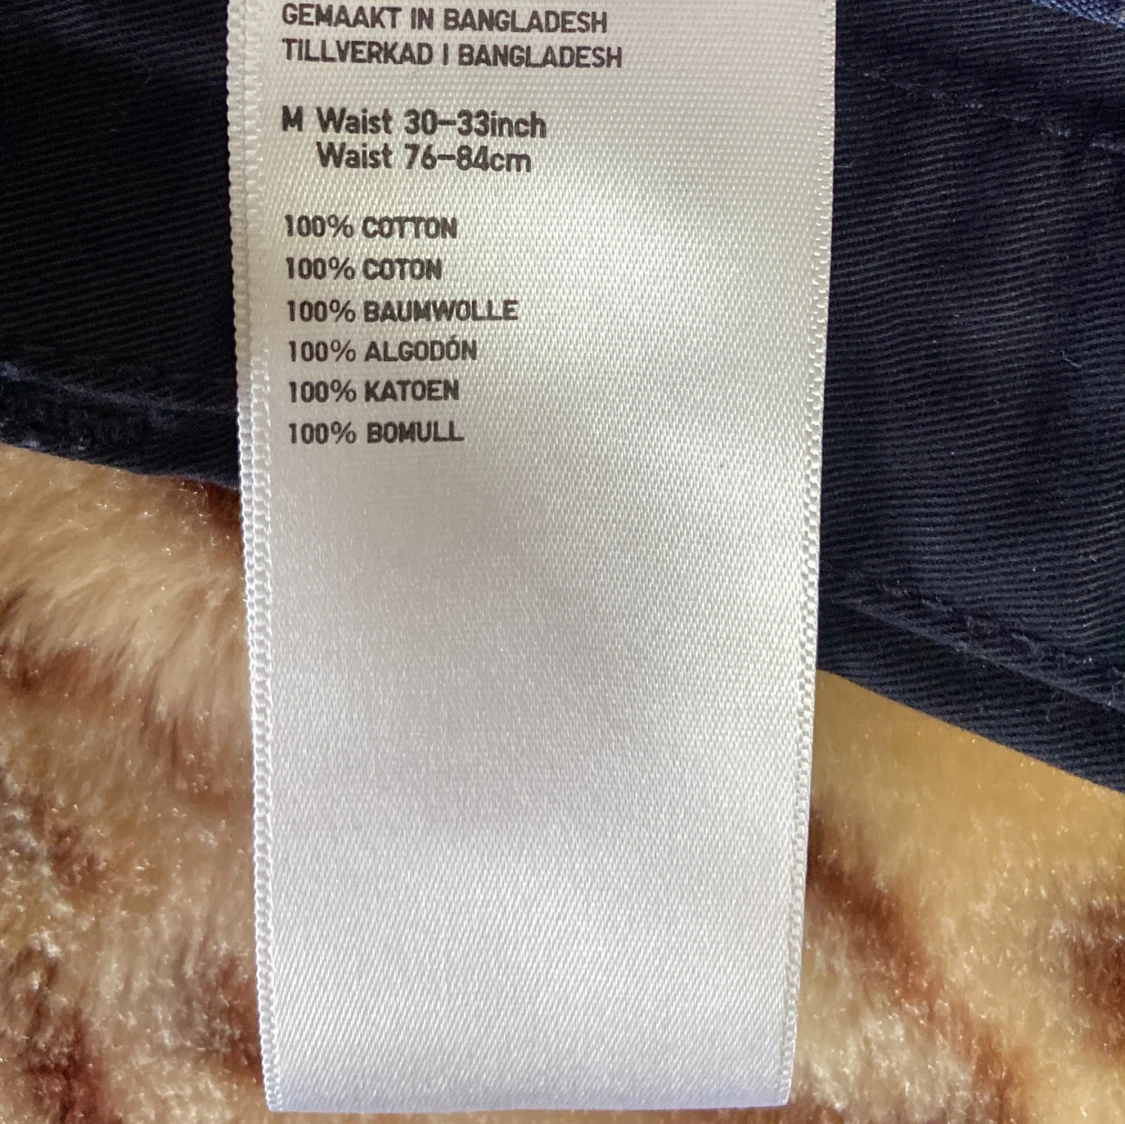 GEMAAKT IN BANGLADESH
TILLVERKAD I BANGLADESH
M Waist 30-33inch
Waist 76-84cm
100% COTTON
100% COTON
100% BAUMWOLLE
100% ALGODÓN
100% KATOEN
100% BOMULL